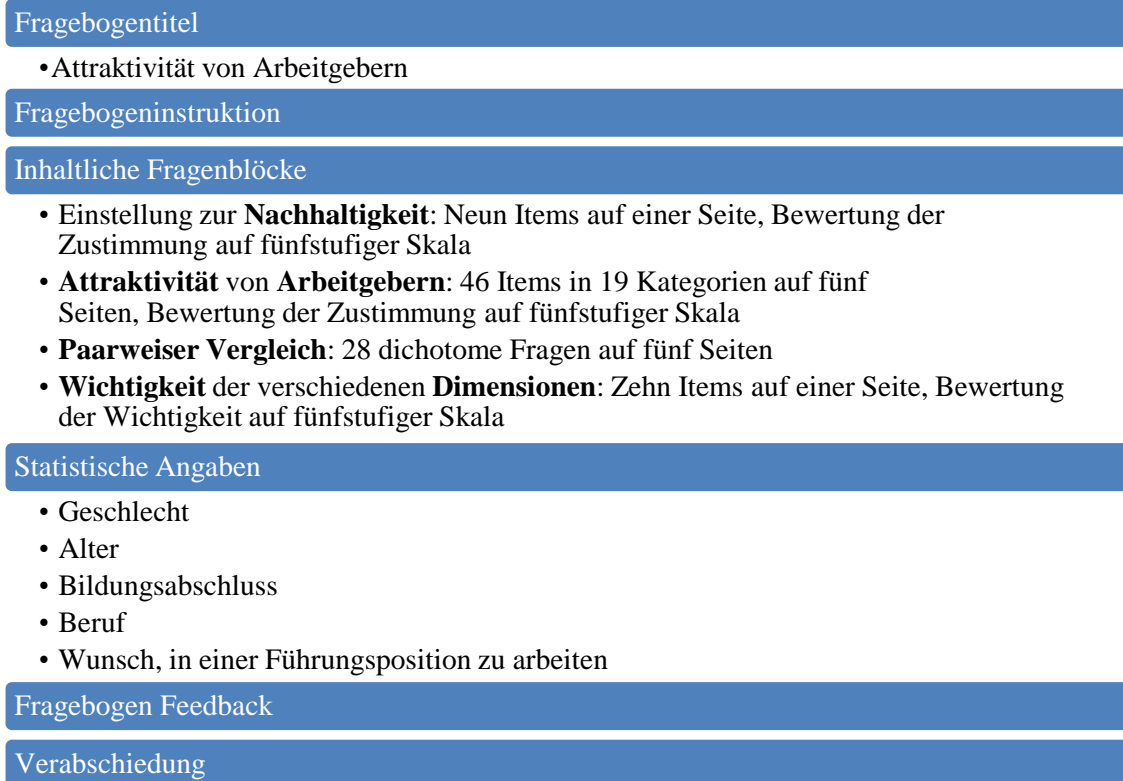 Fragebogentitel
•Attraktivität von Arbeitgebern
Fragebogeninstruktion
Inhaltliche Fragenblöcke
• Einstellung zur Nachhaltigkeit: Neun Items auf einer Seite, Bewertung der
Zustimmung auf fünfstufiger Skala
• Attraktivität von Arbeitgebern: 46 Items in 19 Kategorien auf fünf
Seiten, Bewertung der Zustimmung auf fünfstufiger Skala
• Paarweiser Vergleich: 28 dichotome Fragen auf fünf Seiten
• Wichtigkeit der verschiedenen Dimensionen: Zehn Items auf einer Seite, Bewertung
der Wichtigkeit auf fünfstufiger Skala
Statistische Angaben
• Geschlecht
• Alter
• Bildungsabschluss
• Beruf
• Wunsch, in einer Führungsposition zu arbeiten
Fragebogen Feedback
Verabschiedung